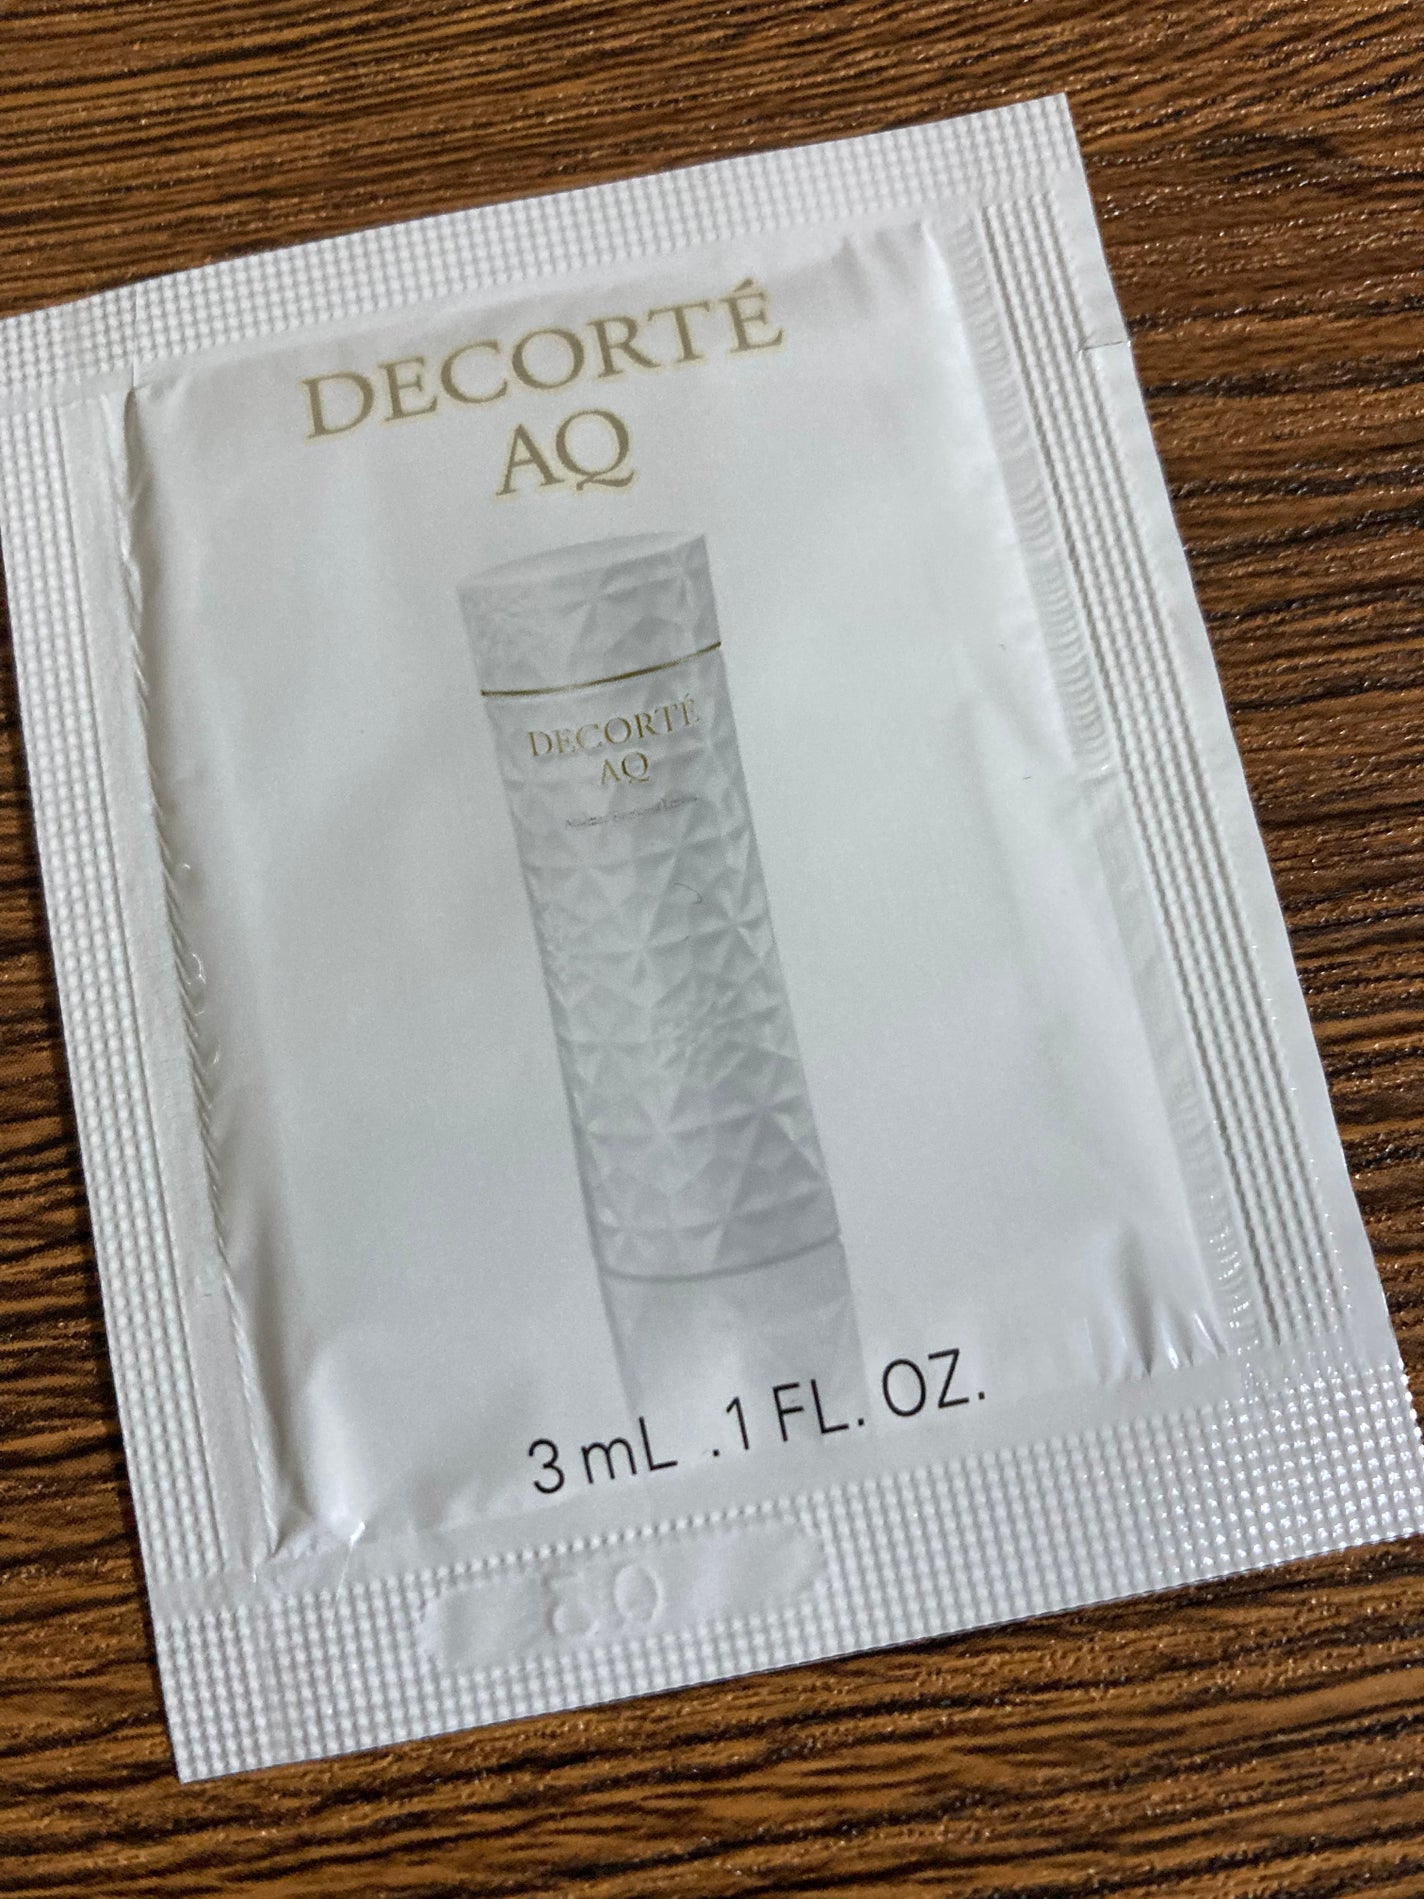 DECORTÉ
AQ
DECORTÉ
AQ
3 mL .1 FL. OZ.